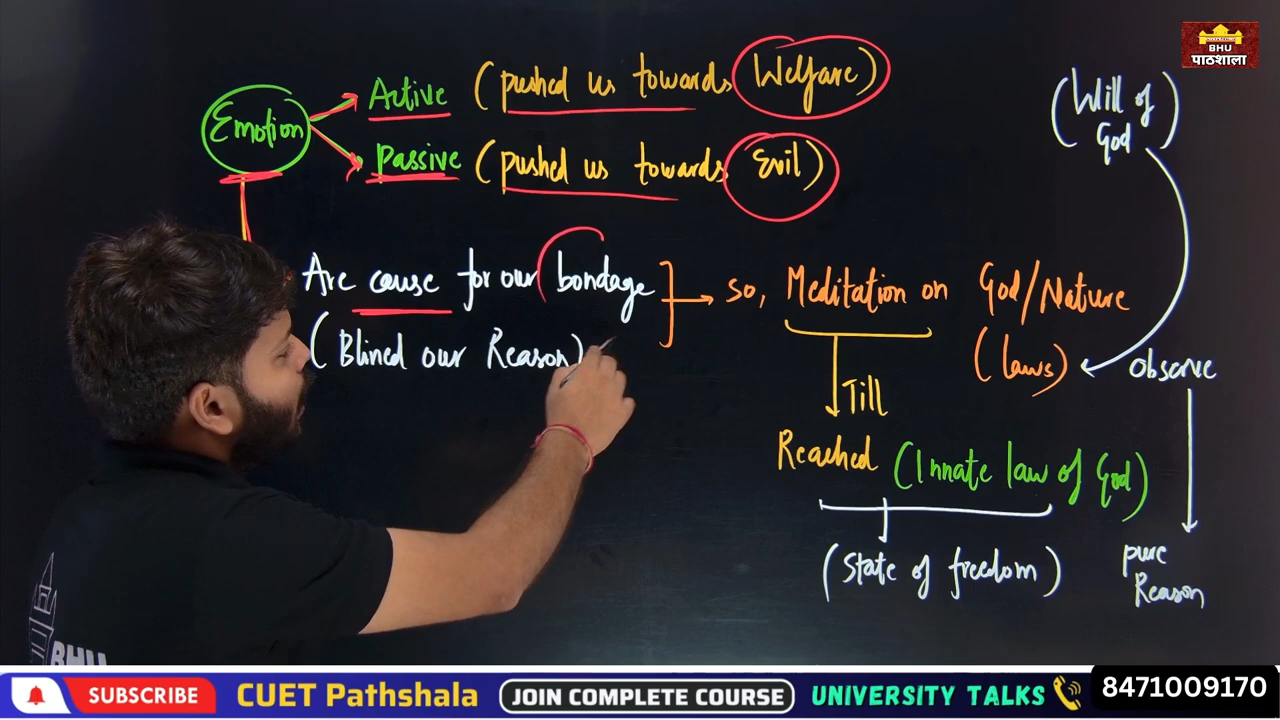 BHU
पाठशाला
Emotion
Active (pushed us towards Welfare)
Passive (pushed us towards Evil)
(Will of
God)
Are cause for our bondage
(Blined our Reason)
so, Meditation on God/Nature
(laws)
Observe
Till
Reached (Innate law of God)
(State of freedom)
pure
Reason
BHU
SUBSCRIBE CUET Pathshala JOIN COMPLETE COURSE UNIVERSITY TALKS 8471009170